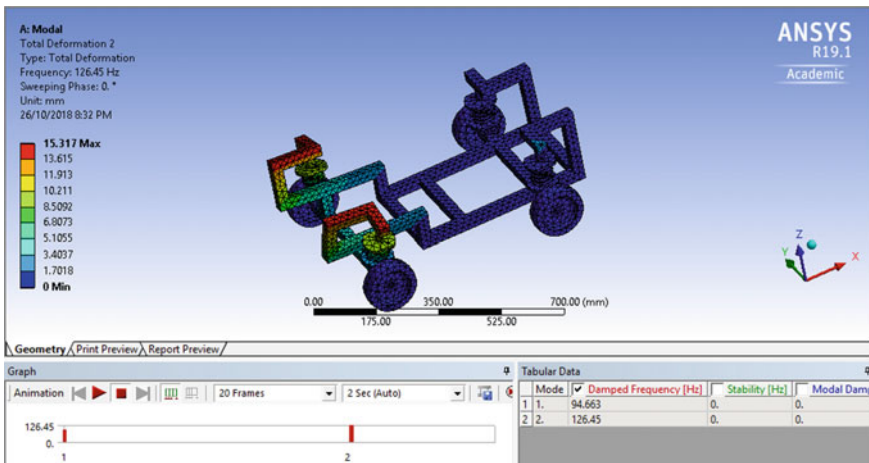 A: Modal
Total Deformation 2
Type: Total Deformation
Frequency: 126.45 Hz
Sweeping Phase: 0. °
Unit: mm
26/10/2018 8:32 PM
15.317 Max
13.615
11.913
10.211
8.5092
6.8073
5.1055
3.4037
1.7018
0 Min
ANSYS
R19.1
Academic
Z
Y
X
0.00 350.00 700.00 (mm)
175.00 525.00
Geometry Print Preview Report Preview
Graph
Animation 20 Frames 2 Sec (Auto)
126.45
0.
1 2
Tabular Data
Mode Damped Frequency [Hz] Stability [Hz] Modal Damp
1 1. 94.663 0. 0.
2 2. 126.45 0. 0.